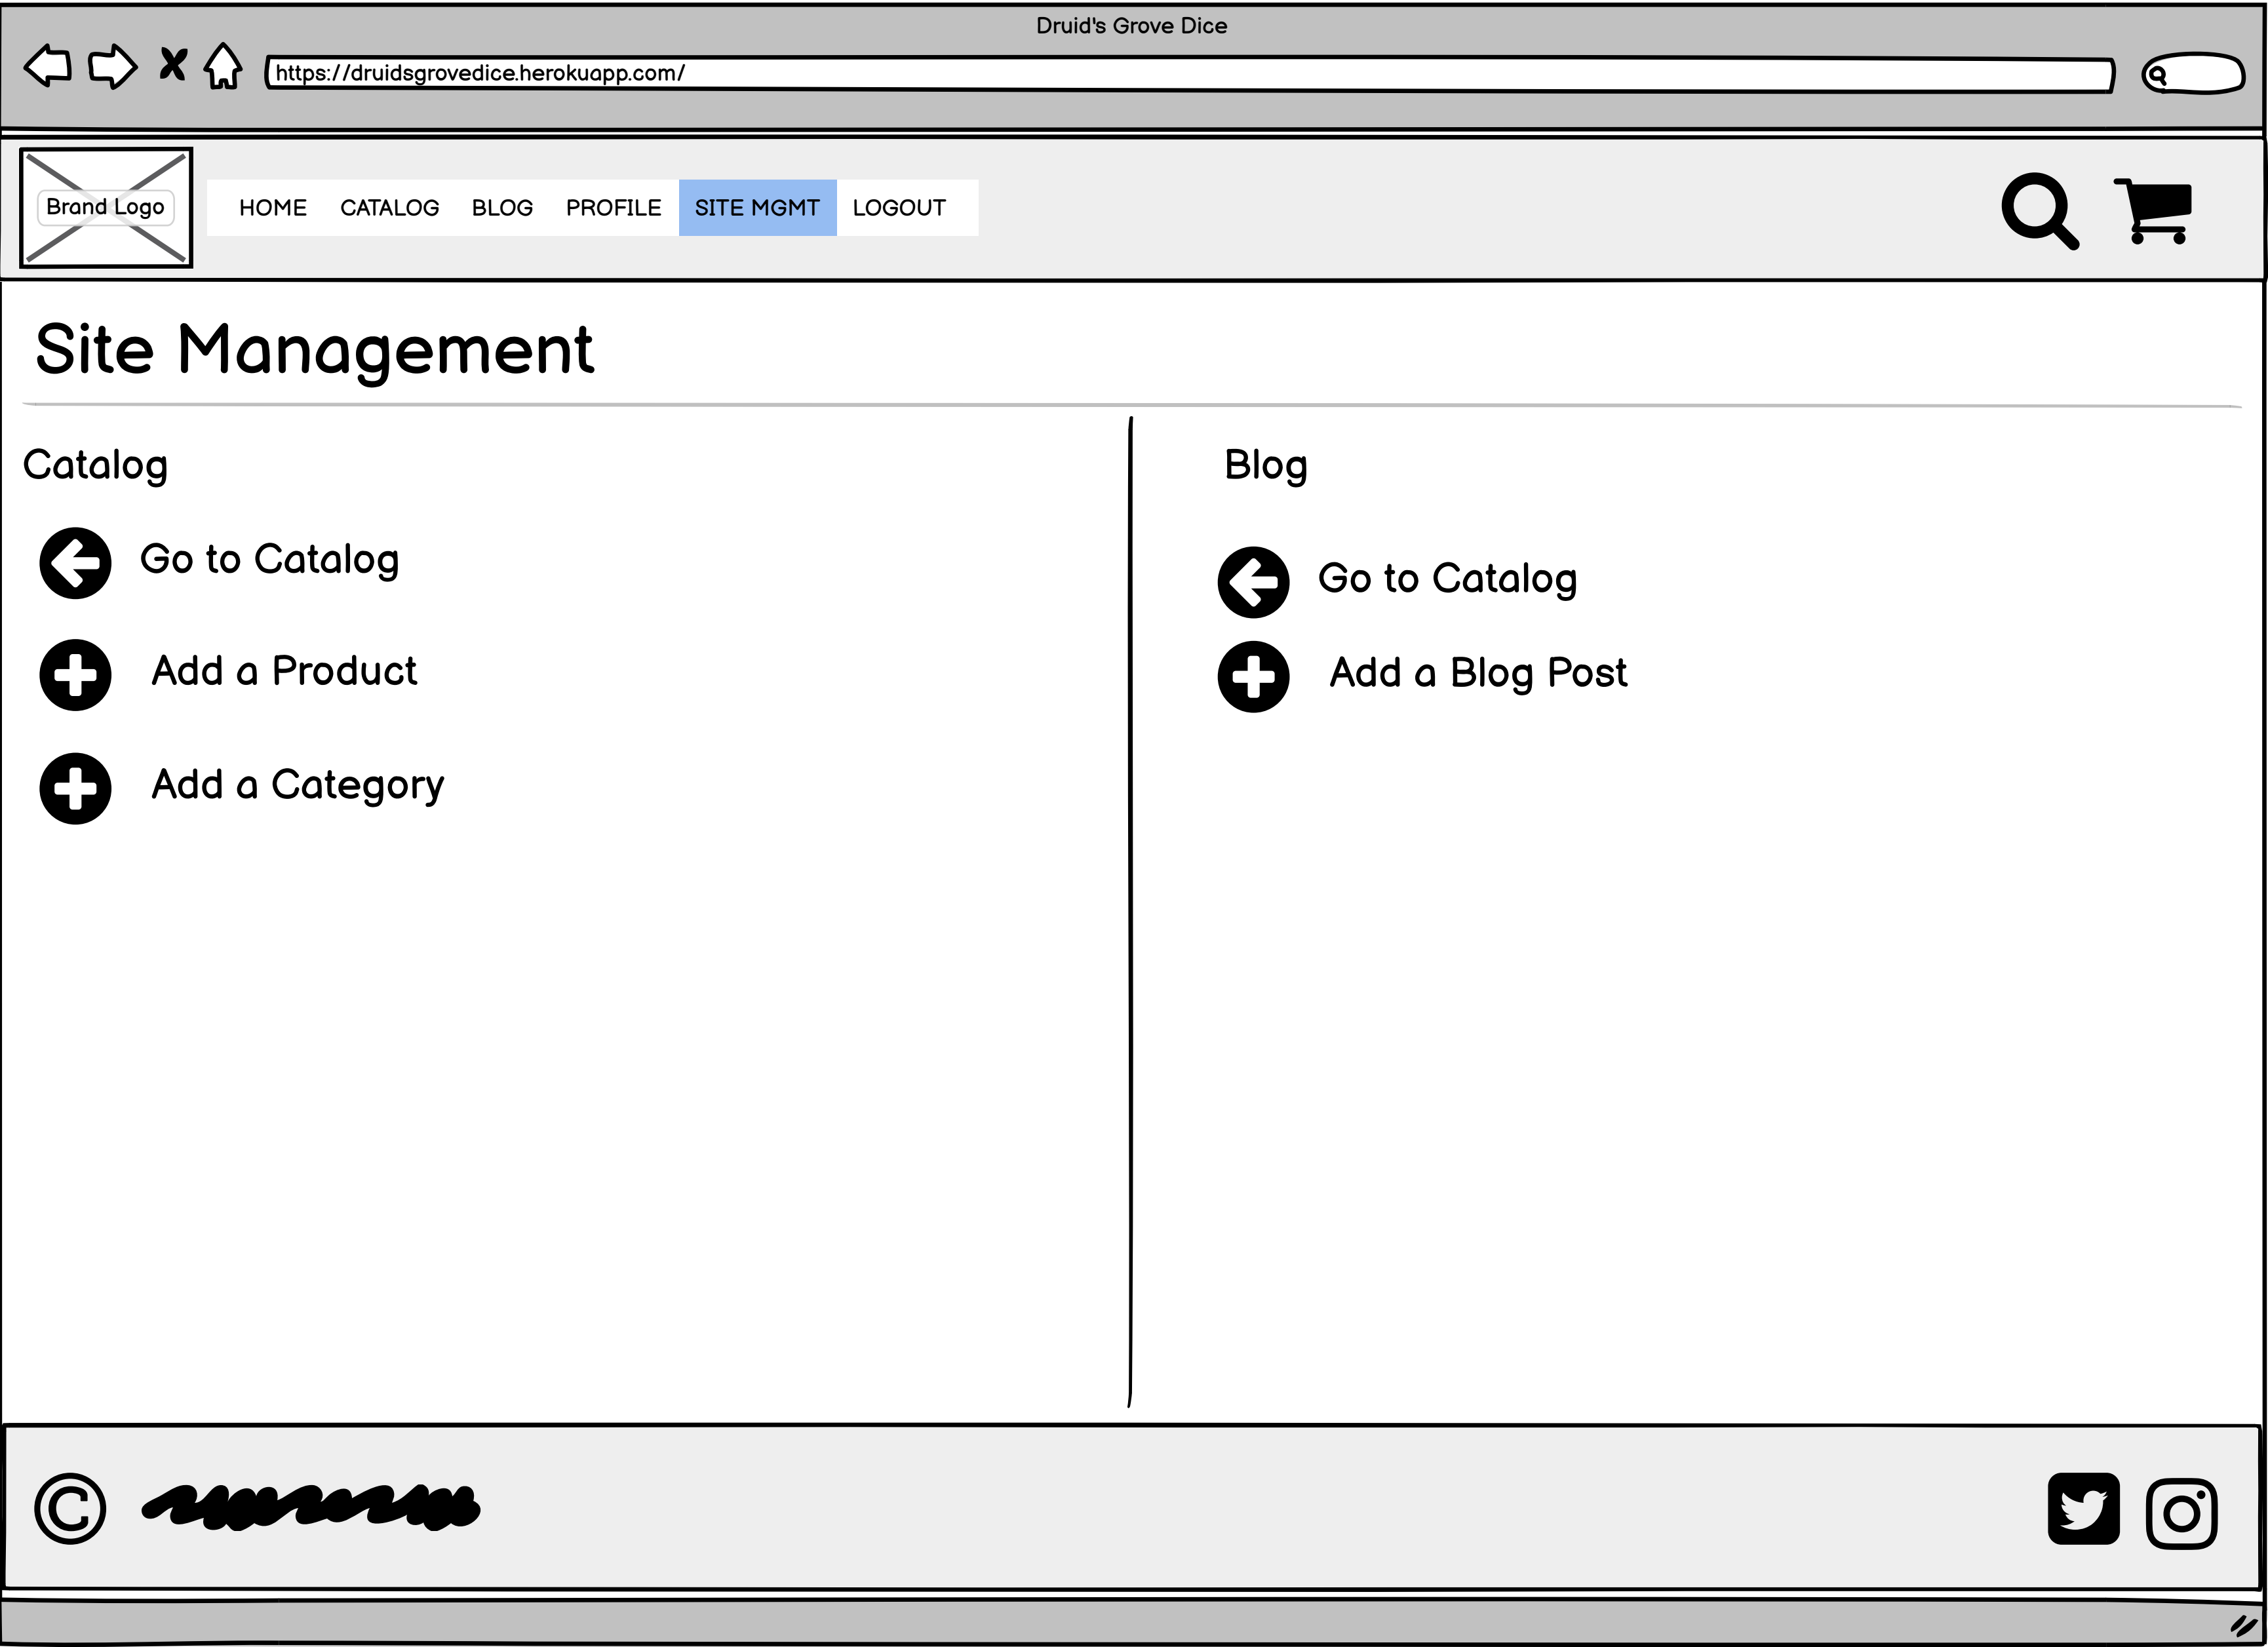 Druid's Grove Dice
https://druidsgrovedice.herokuapp.com/
Brand Logo
HOME CATALOG BLOG PROFILE SITE MGMT LOGOUT
Site Management
Catalog
Go to Catalog
Add a Product
Add a Category
Blog
Go to Catalog
Add a Blog Post
©